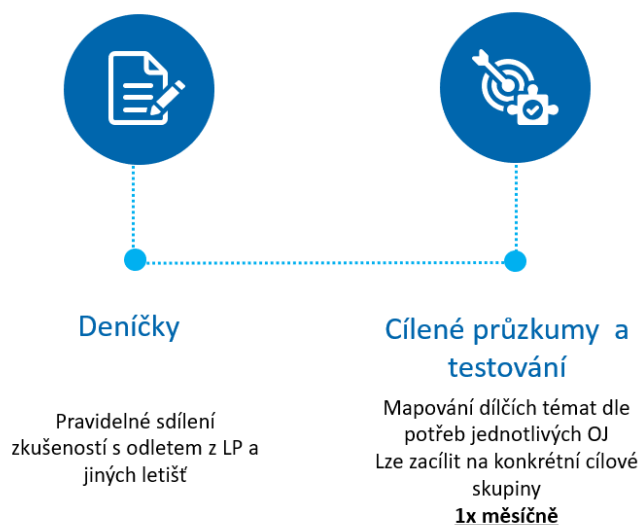 Deníčky
Pravidelné sdílení
zkušeností s odletem z LP a
jiných letišť
Cílené průzkumy  a
testování
Mapování dílčích témat dle
potřeb jednotlivých OJ
Lze zacílit na konkrétní cílové
skupiny
1x měsíčně